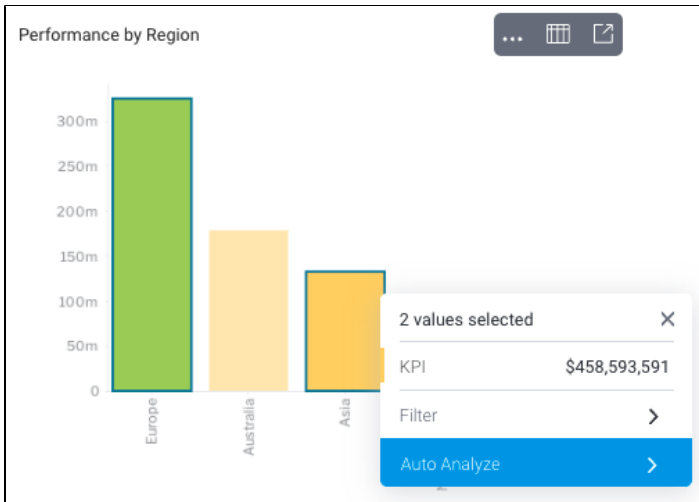 Performance by Region
...
300m
250m
200m
150m
100m
50m
0
Europe
Australia
Asia
2 values selected
KPI $458,593,591
Filter
Auto Analyze